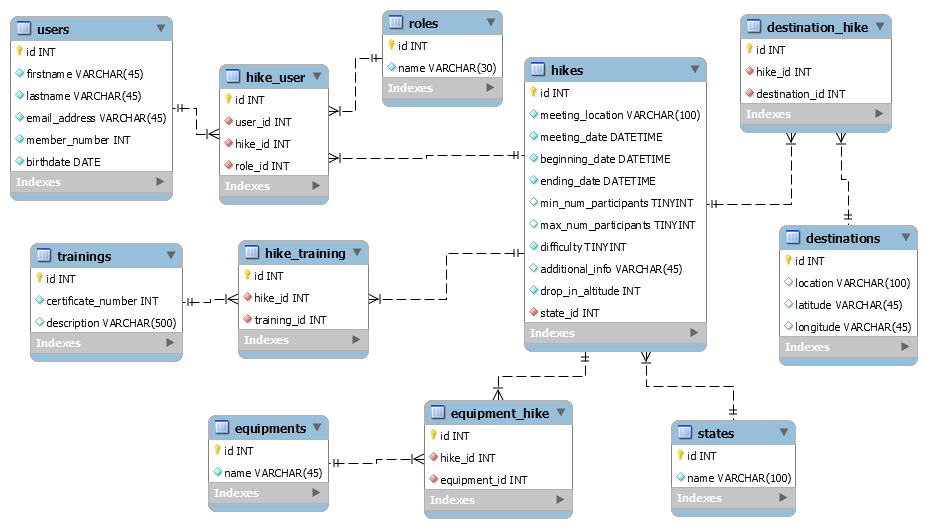 users
id INT
firstname VARCHAR(45)
lastname VARCHAR(45)
email_address VARCHAR(45)
member_number INT
birthdate DATE
Indexes
hike_user
id INT
user_id INT
hike_id INT
role_id INT
Indexes
roles
id INT
name VARCHAR(30)
Indexes
hikes
id INT
meeting_location VARCHAR(100)
meeting_date DATETIME
beginning_date DATETIME
ending_date DATETIME
min_num_participants TINYINT
max_num_participants TINYINT
difficulty TINYINT
additional_info VARCHAR(45)
drop_in_altitude INT
state_id INT
Indexes
destination_hike
id INT
hike_id INT
destination_id INT
Indexes
trainings
id INT
certificate_number INT
description VARCHAR(500)
Indexes
hike_training
id INT
hike_id INT
training_id INT
Indexes
destinations
id INT
location VARCHAR(100)
latitude VARCHAR(45)
longitude VARCHAR(45)
Indexes
equipments
id INT
name VARCHAR(45)
Indexes
equipment_hike
id INT
hike_id INT
equipment_id INT
Indexes
states
id INT
name VARCHAR(100)
Indexes